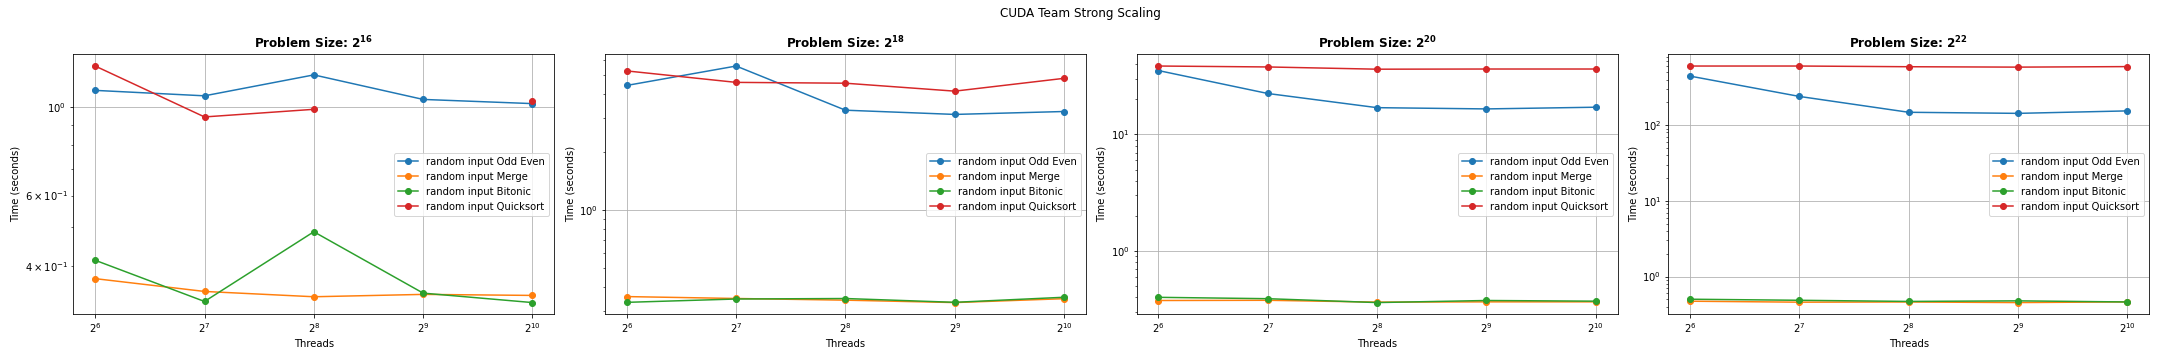 CUDA Team Strong Scaling
Problem Size: 2^16
Time (seconds)
10^0
6 × 10^-1
4 × 10^-1
random input Odd Even
random input Merge
random input Bitonic
random input Quicksort
2^6 2^7 2^8 2^9 2^10
Threads
Problem Size: 2^18
Time (seconds)
10^0
random input Odd Even
random input Merge
random input Bitonic
random input Quicksort
2^6 2^7 2^8 2^9 2^10
Threads
Problem Size: 2^20
Time (seconds)
10^1
10^0
random input Odd Even
random input Merge
random input Bitonic
random input Quicksort
2^6 2^7 2^8 2^9 2^10
Threads
Problem Size: 2^22
Time (seconds)
10^2
10^1
10^0
random input Odd Even
random input Merge
random input Bitonic
random input Quicksort
2^6 2^7 2^8 2^9 2^10
Threads